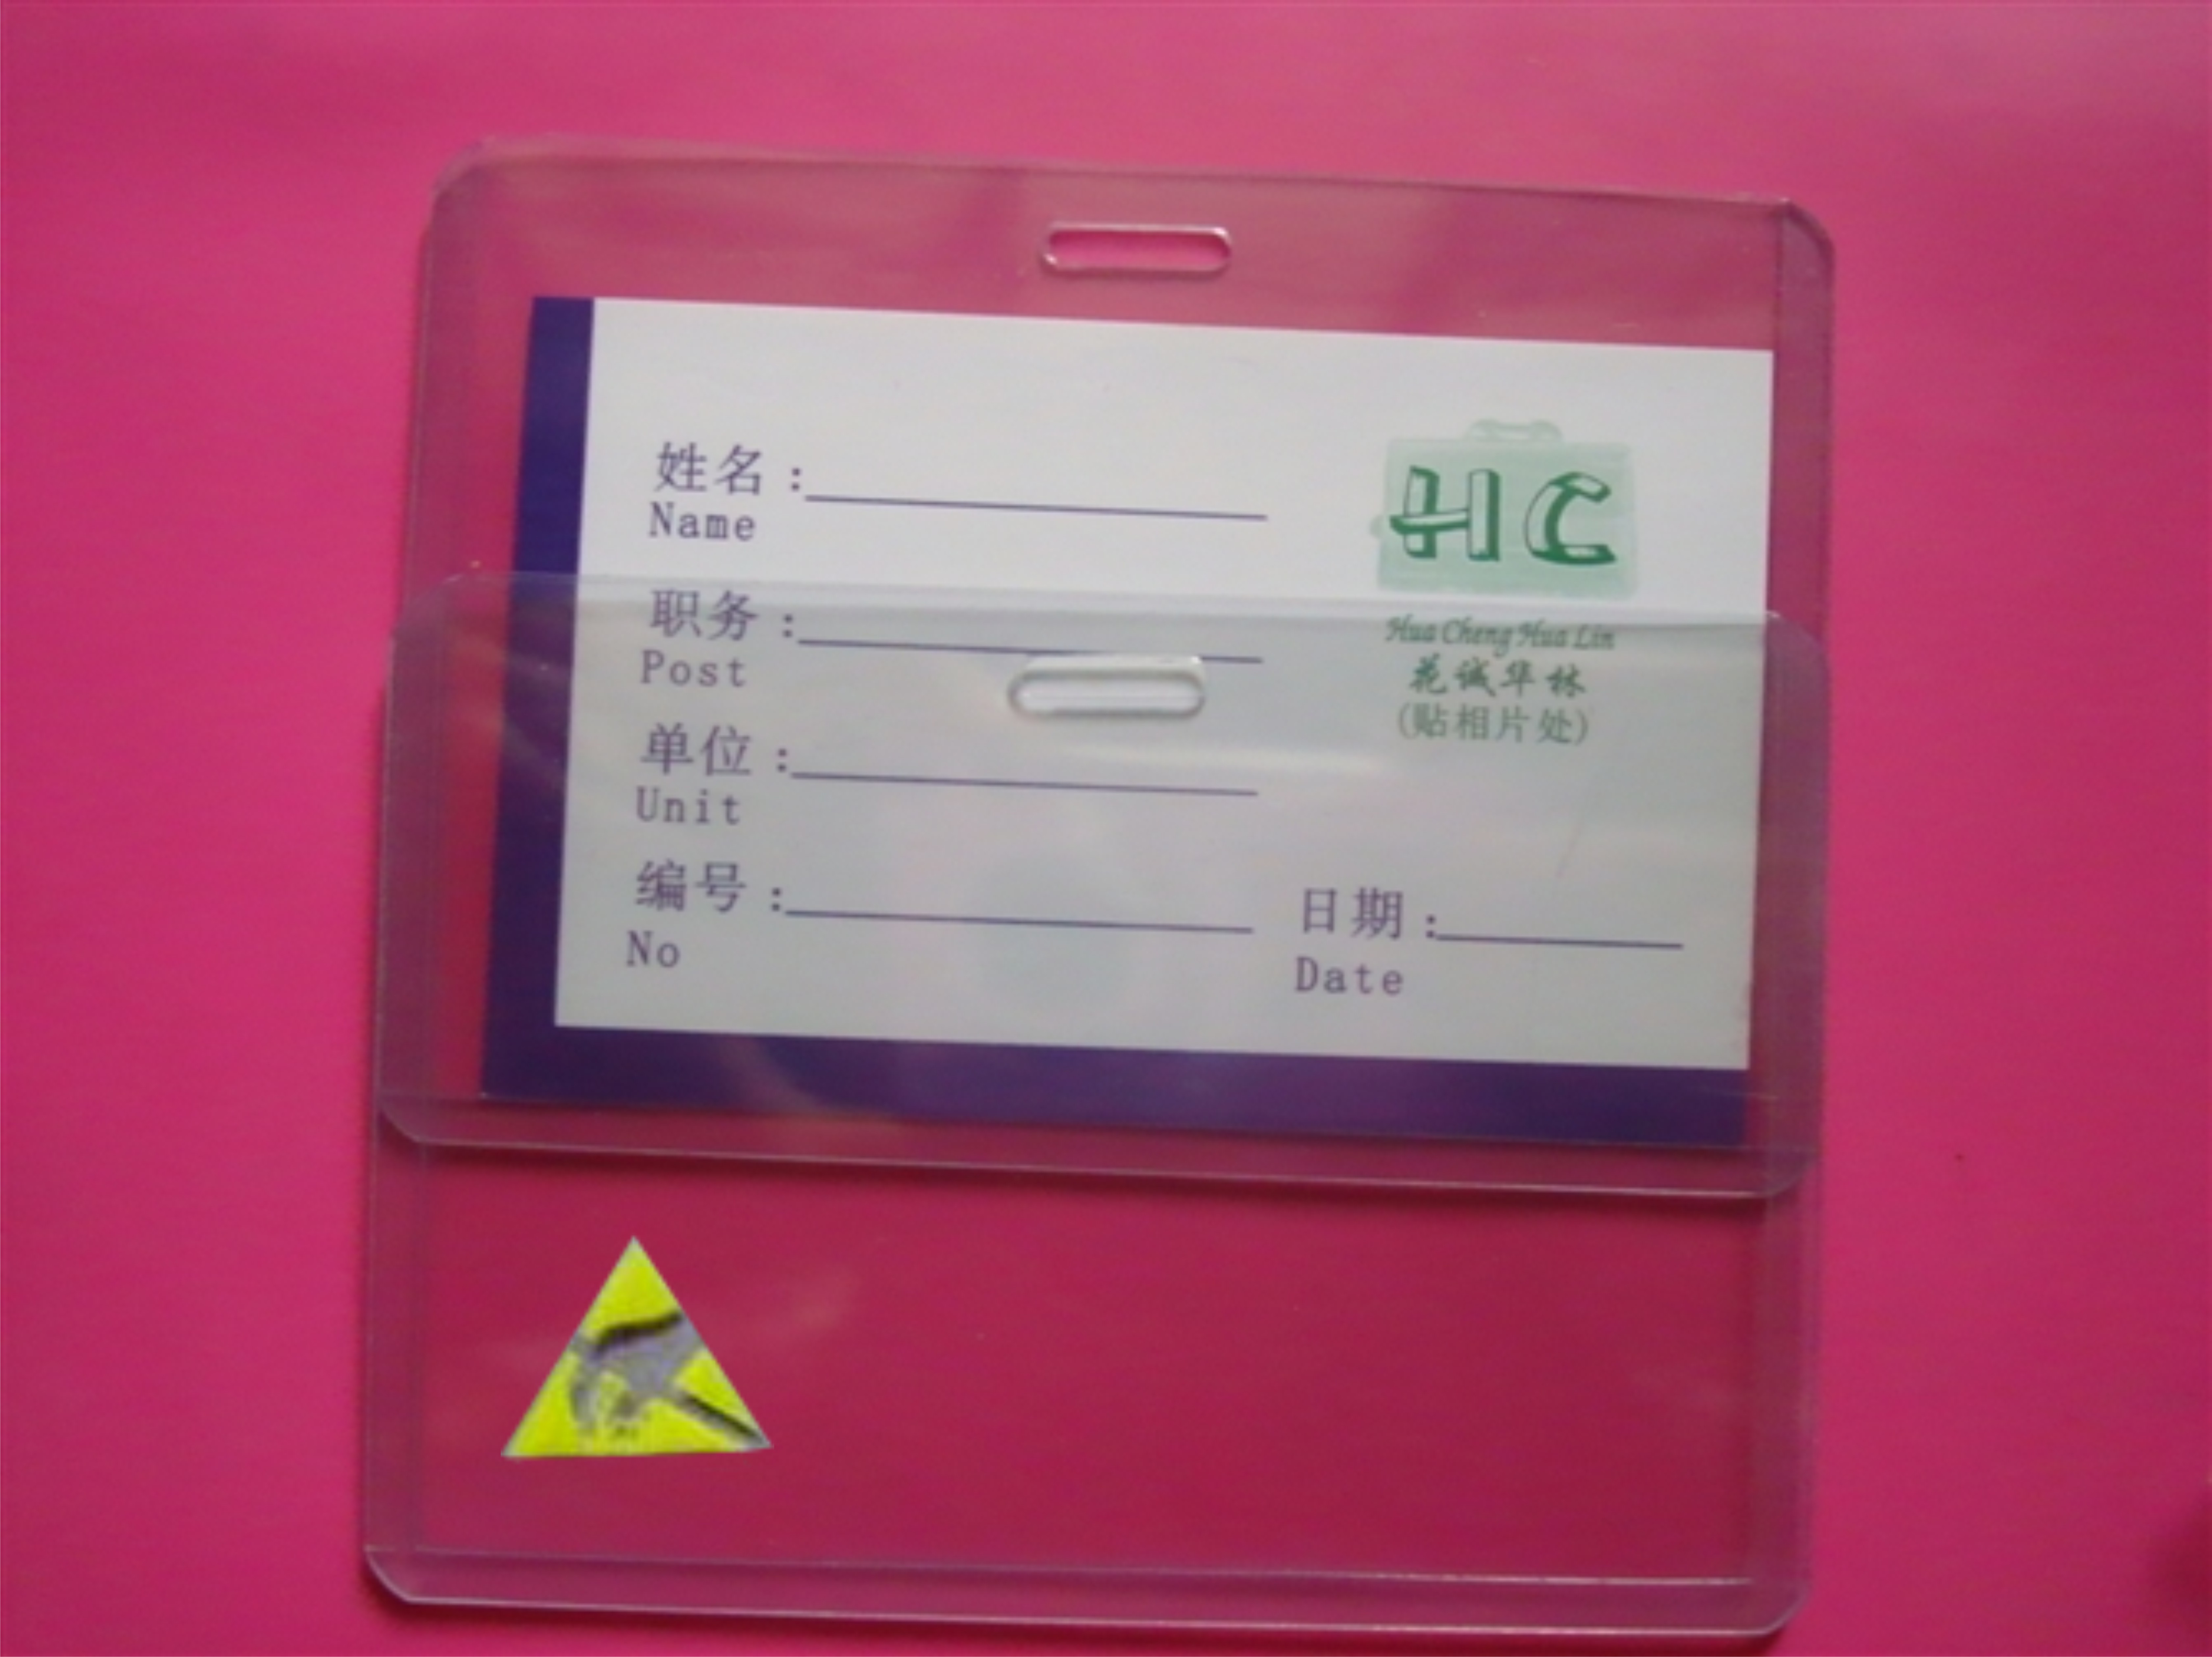 姓名：
Name
HC
职务：
Post
Hua Cheng Hua Lin
花诚华林
(贴相片处)
单位：
Unit
编号：
No
日期：
Date